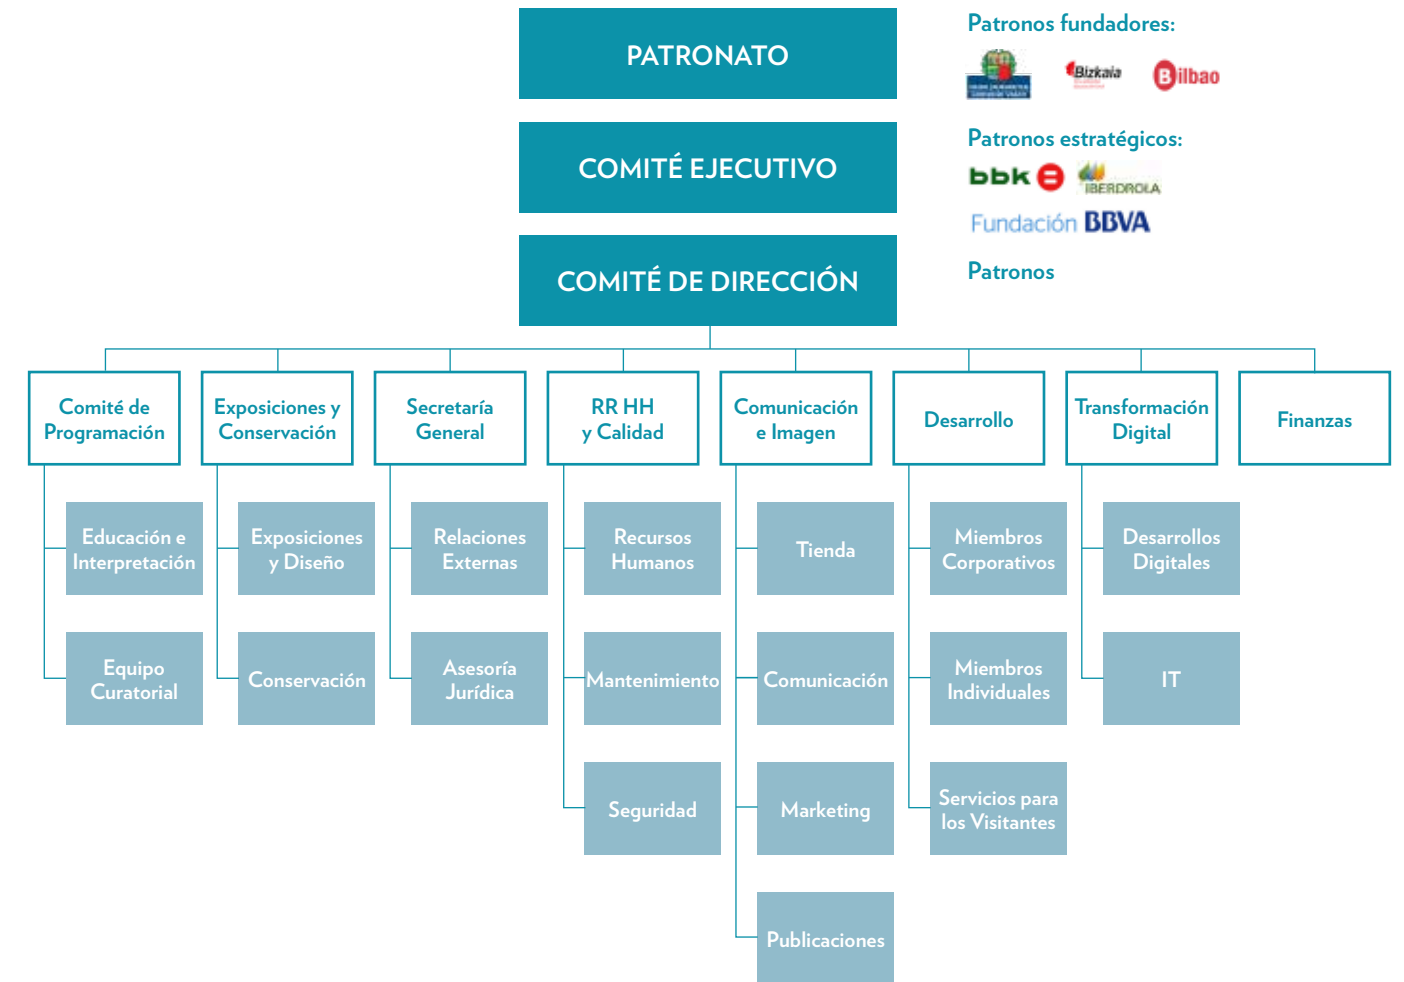 PATRONATO
COMITÉ EJECUTIVO
COMITÉ DE DIRECCIÓN
Patronos fundadores:
Bizkaia
Bilbao
Patronos estratégicos:
bbk
IBERDROLA
Fundación BBVA
Patronos
Comité de
Programación
Educación e
Interpretación
Equipo
Curatorial
Exposiciones y
Conservación
Exposiciones
y Diseño
Conservación
Secretaría
General
Relaciones
Externas
Asesoría
Jurídica
RR HH
y Calidad
Recursos
Humanos
Mantenimiento
Seguridad
Comunicación
e Imagen
Tienda
Comunicación
Marketing
Publicaciones
Desarrollo
Miembros
Corporativos
Miembros
Individuales
Servicios para
los Visitantes
Transformación
Digital
Desarrollos
Digitales
IT
Finanzas